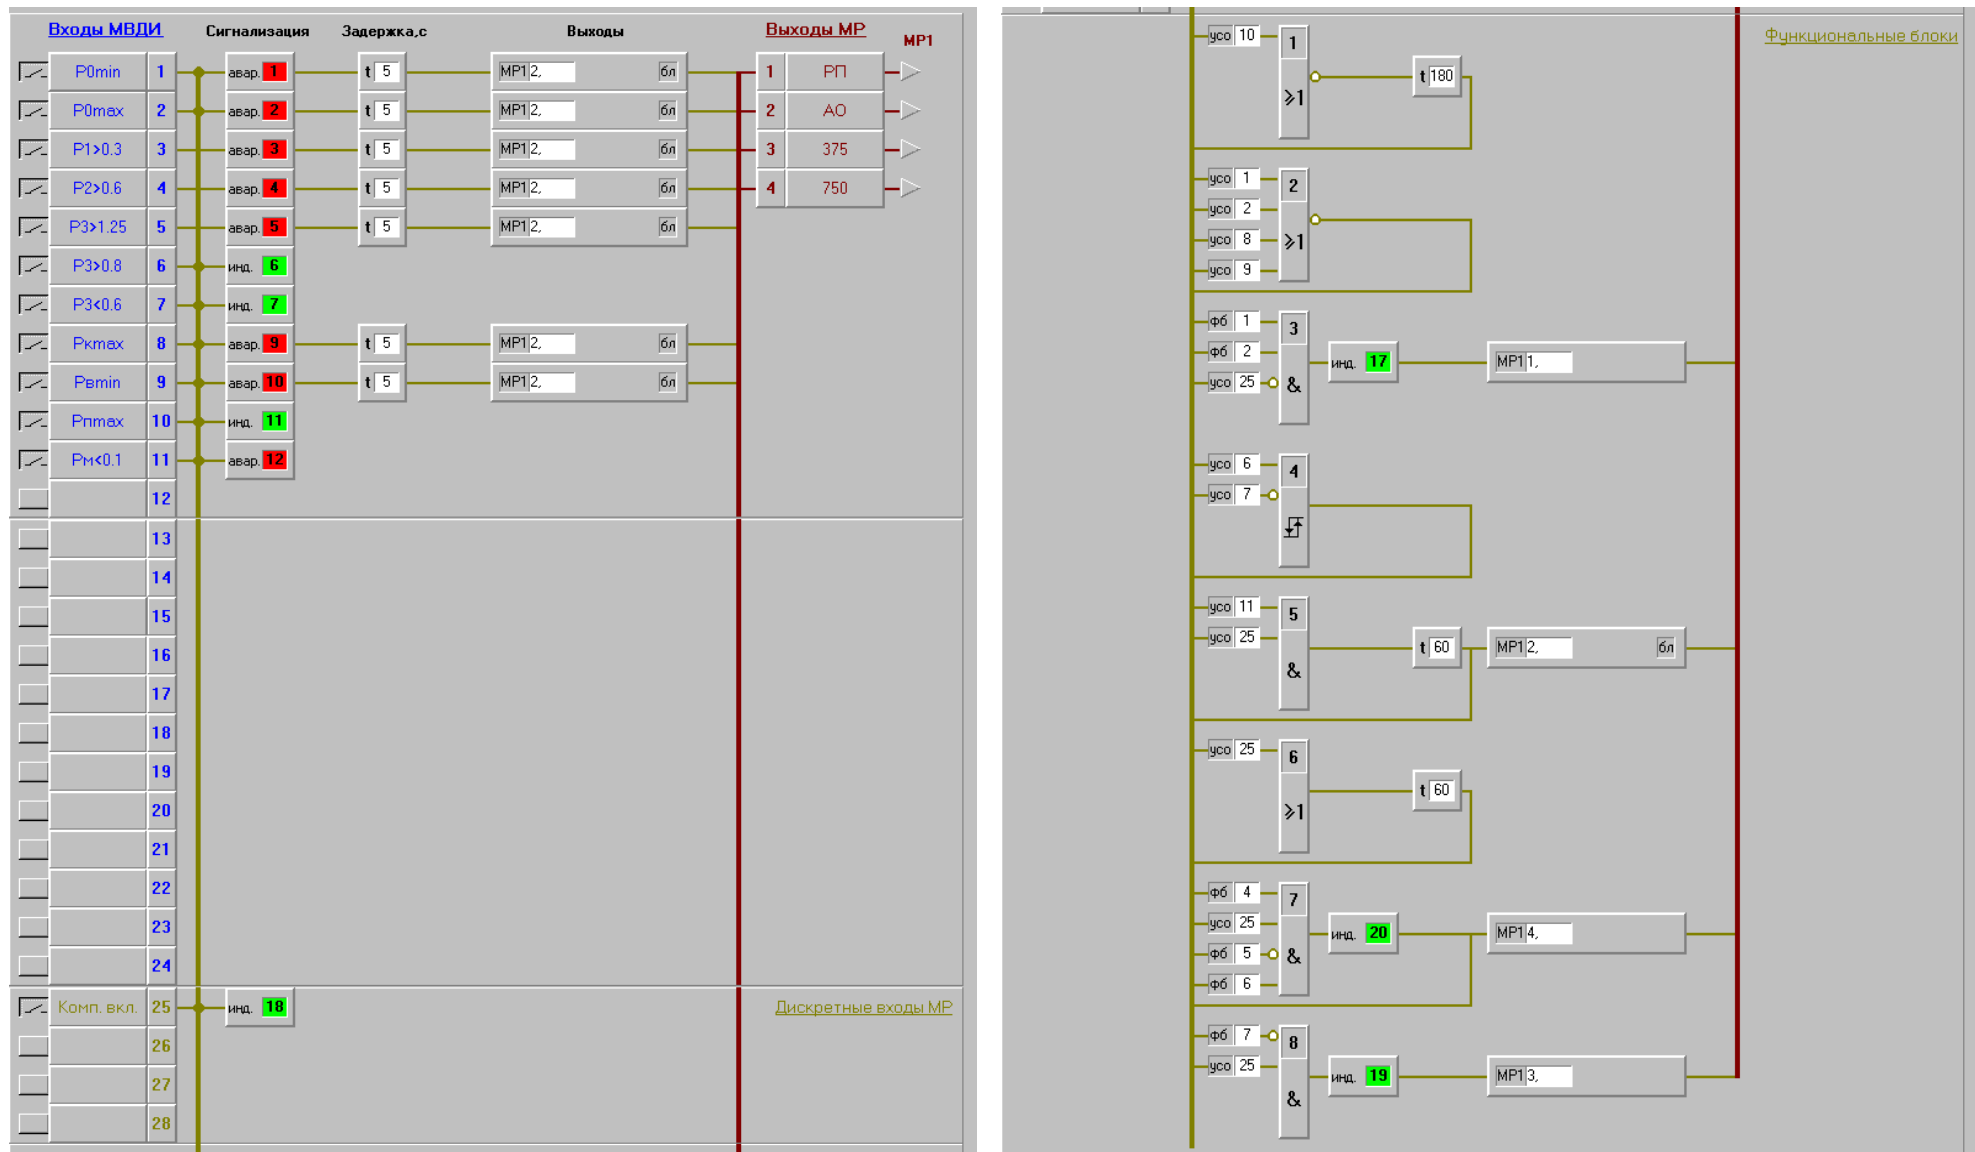 Входы МВДИ Сигнализация Задержка,с Выходы Выходы МР МР1
P0min 1 авар. 1 t 5 МР1 2, бл 1 РП
P0max 2 авар. 2 t 5 МР1 2, бл 2 АО
P1>0.3 3 авар. 3 t 5 МР1 2, бл 3 375
P2>0.6 4 авар. 4 t 5 МР1 2, бл 4 750
P3>1.25 5 авар. 5 t 5 МР1 2, бл
P3>0.8 6 инд. 6
P3<0.6 7 инд. 7
Ркmax 8 авар. 9 t 5 МР1 2, бл
Рвmin 9 авар. 10 t 5 МР1 2, бл
Рпmax 10 инд. 11
Рм<0.1 11 авар. 12
12
13
14
15
16
17
18
19
20
21
22
23
24
Комп. вкл. 25 инд. 18 Дискретные входы МР
26
27
28
Функциональные блоки
усо 10 1
t 180
≥1
усо 1 2
усо 2
усо 8 ≥1
усо 9
фб 1 3
фб 2 инд. 17 МР1 1,
усо 25 &
усо 6 4
усо 7
усо 11 5
усо 25 t 60 МР1 2, бл
&
усо 25 6
t 60
≥1
фб 4 7
усо 25 инд. 20 МР1 4,
фб 5 &
фб 6
фб 7 8
усо 25 инд. 19 МР1 3,
&